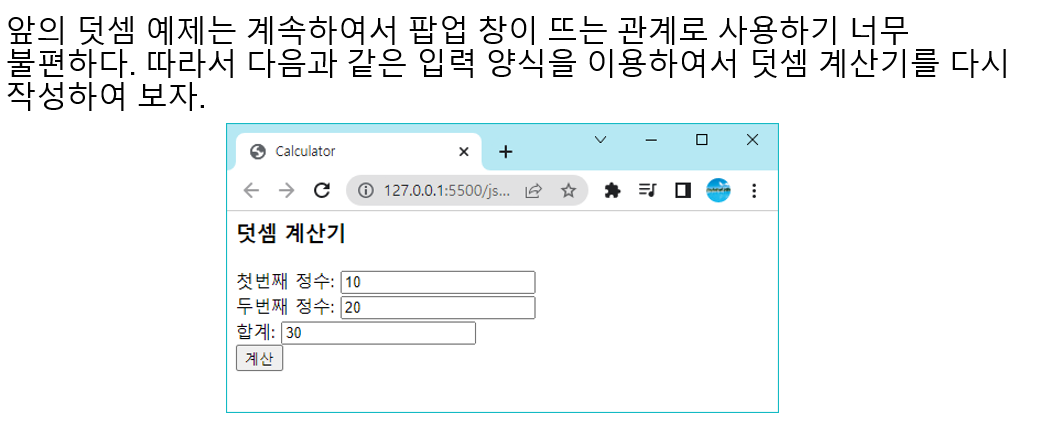 앞의 덧셈 예제는 계속하여서 팝업 창이 뜨는 관계로 사용하기 너무
불편하다. 따라서 다음과 같은 입력 양식을 이용하여서 덧셈 계산기를 다시
작성하여 보자.
Calculator
127.0.0.1:5500/js...
덧셈 계산기
첫번째 정수: 10
두번째 정수: 20
합계: 30
계산